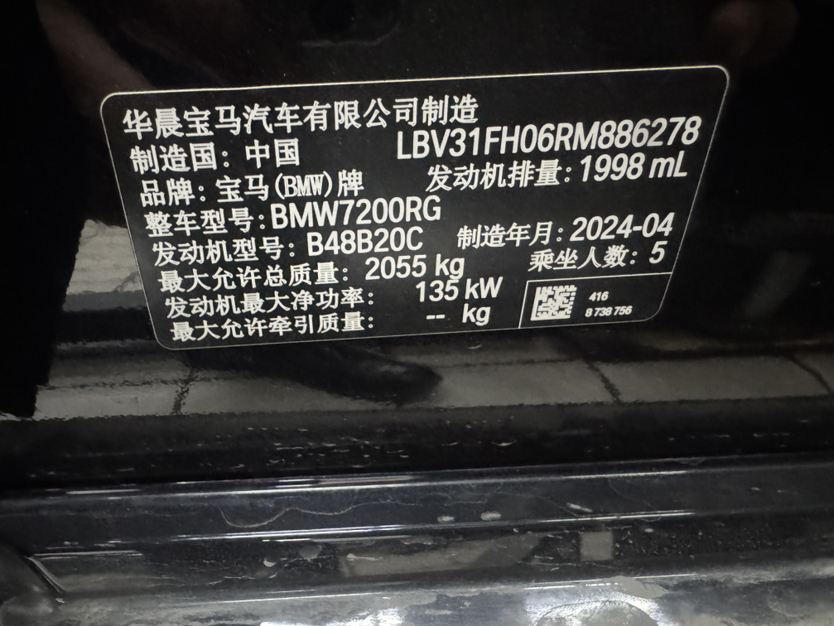 华晨宝马汽车有限公司制造
制造国：中国 LBV31FH06RM886278
品牌：宝马(BMW)牌 发动机排量：1998 mL
整车型号：BMW7200RG
发动机型号：B48B20C 制造年月：2024-04
最大允许总质量：2055 kg 乘坐人数：5
发动机最大净功率：135 kW
最大允许牵引质量：-- kg
416
8 738 756